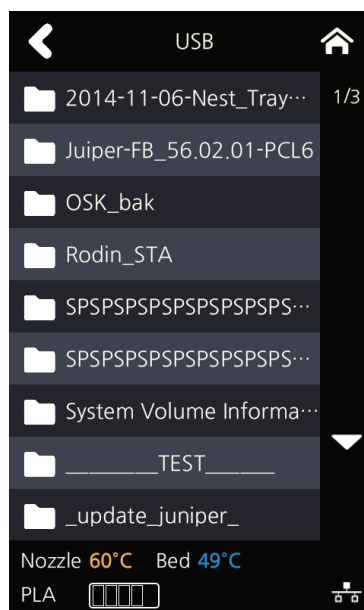 USB
2014-11-06-Nest_Tray···
1/3
Juiper-FB_56.02.01-PCL6
OSK_bak
Rodin_STA
SPSPSPSPSPSPSPSPSPS···
SPSPSPSPSPSPSPSPSPS···
System Volume Informa···
________TEST______
_update_juniper_
Nozzle 60°C Bed 49°C
PLA